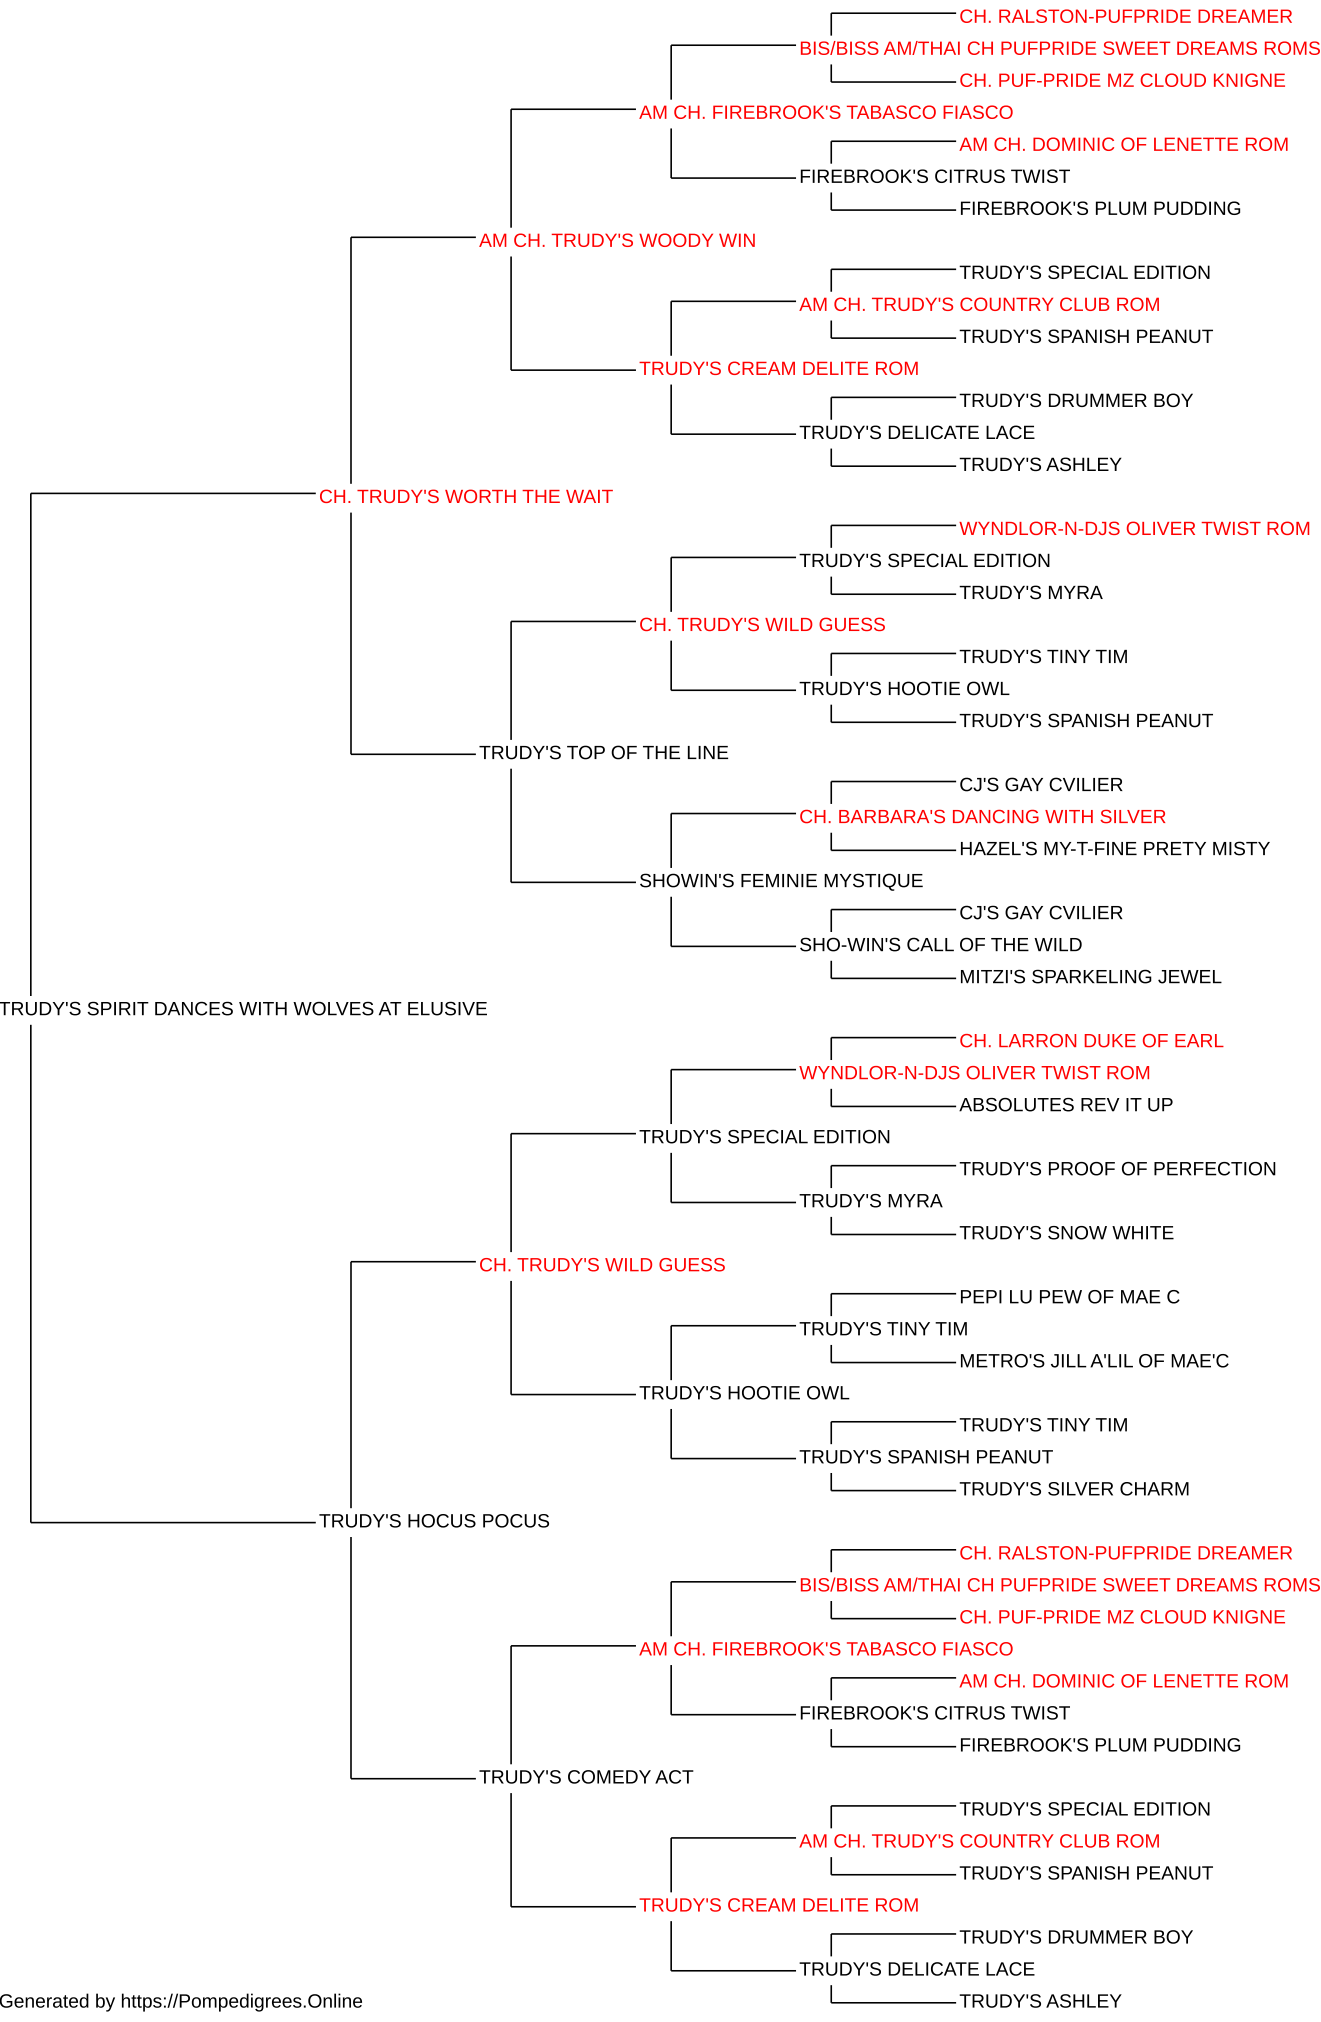 CH. RALSTON-PUFPRIDE DREAMER
BIS/BISS AM/THAI CH PUFPRIDE SWEET DREAMS ROMS
CH. PUF-PRIDE MZ CLOUD KNIGNE
AM CH. FIREBROOK'S TABASCO FIASCO
AM CH. DOMINIC OF LENETTE ROM
FIREBROOK'S CITRUS TWIST
FIREBROOK'S PLUM PUDDING
AM CH. TRUDY'S WOODY WIN
TRUDY'S SPECIAL EDITION
AM CH. TRUDY'S COUNTRY CLUB ROM
TRUDY'S SPANISH PEANUT
TRUDY'S CREAM DELITE ROM
TRUDY'S DRUMMER BOY
TRUDY'S DELICATE LACE
TRUDY'S ASHLEY
CH. TRUDY'S WORTH THE WAIT
WYNDLOR-N-DJS OLIVER TWIST ROM
TRUDY'S SPECIAL EDITION
TRUDY'S MYRA
CH. TRUDY'S WILD GUESS
TRUDY'S TINY TIM
TRUDY'S HOOTIE OWL
TRUDY'S SPANISH PEANUT
TRUDY'S TOP OF THE LINE
CJ'S GAY CVILIER
CH. BARBARA'S DANCING WITH SILVER
HAZEL'S MY-T-FINE PRETY MISTY
SHOWIN'S FEMINIE MYSTIQUE
CJ'S GAY CVILIER
SHO-WIN'S CALL OF THE WILD
MITZI'S SPARKELING JEWEL
TRUDY'S SPIRIT DANCES WITH WOLVES AT ELUSIVE
CH. LARRON DUKE OF EARL
WYNDLOR-N-DJS OLIVER TWIST ROM
ABSOLUTES REV IT UP
TRUDY'S SPECIAL EDITION
TRUDY'S PROOF OF PERFECTION
TRUDY'S MYRA
TRUDY'S SNOW WHITE
CH. TRUDY'S WILD GUESS
PEPI LU PEW OF MAE C
TRUDY'S TINY TIM
METRO'S JILL A'LIL OF MAE'C
TRUDY'S HOOTIE OWL
TRUDY'S TINY TIM
TRUDY'S SPANISH PEANUT
TRUDY'S SILVER CHARM
TRUDY'S HOCUS POCUS
CH. RALSTON-PUFPRIDE DREAMER
BIS/BISS AM/THAI CH PUFPRIDE SWEET DREAMS ROMS
CH. PUF-PRIDE MZ CLOUD KNIGNE
AM CH. FIREBROOK'S TABASCO FIASCO
AM CH. DOMINIC OF LENETTE ROM
FIREBROOK'S CITRUS TWIST
FIREBROOK'S PLUM PUDDING
TRUDY'S COMEDY ACT
TRUDY'S SPECIAL EDITION
AM CH. TRUDY'S COUNTRY CLUB ROM
TRUDY'S SPANISH PEANUT
TRUDY'S CREAM DELITE ROM
TRUDY'S DRUMMER BOY
TRUDY'S DELICATE LACE
TRUDY'S ASHLEY
Generated by https://Pompedigrees.Online